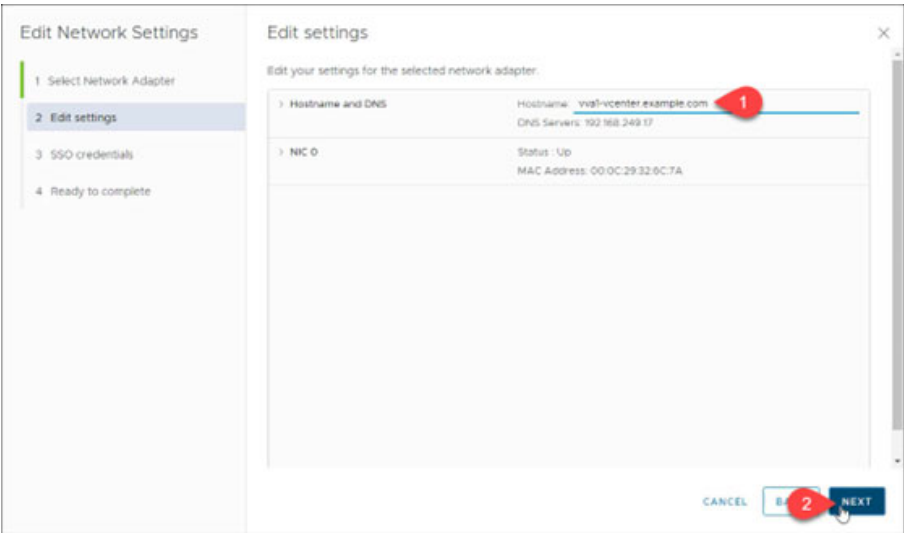 Edit Network Settings
1 Select Network Adapter
2 Edit settings
3 SSO credentials
4 Ready to complete
Edit settings
Edit your settings for the selected network adapter.
> Hostname and DNS
Hostname: vva1-vcenter.example.com
1
DNS Servers: 192.168.249.17
> NIC 0
Status : Up
MAC Address: 00:0C:29:32:6C:7A
CANCEL
2
NEXT